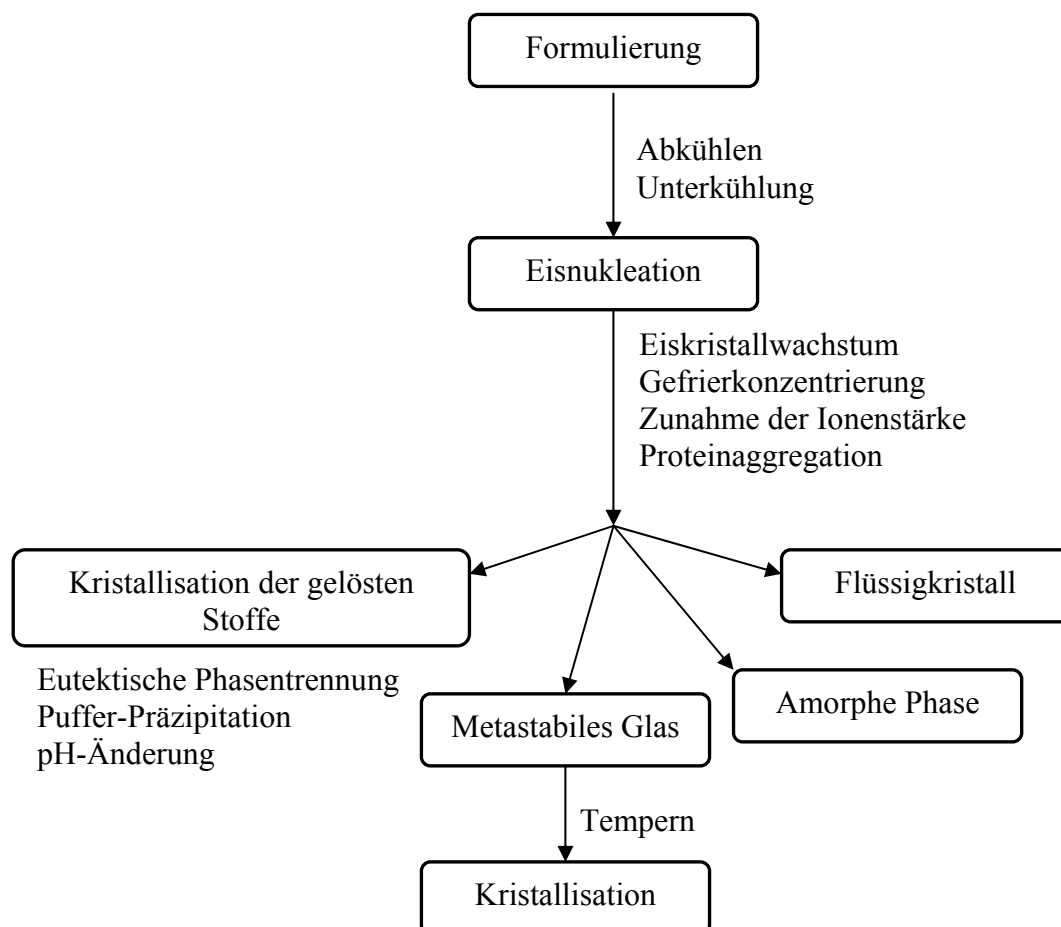 Formulierung
Abkühlen
Unterkühlung
Eisnukleation
Eiskristallwachstum
Gefrierkonzentrierung
Zunahme der Ionenstärke
Proteinaggregation
Kristallisation der gelösten
Stoffe
Flüssigkristall
Eutektische Phasentrennung
Puffer-Präzipitation
pH-Änderung
Metastabiles Glas
Amorphe Phase
Tempern
Kristallisation